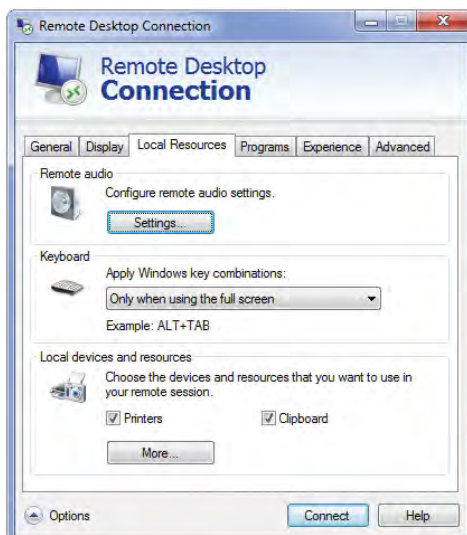 Remote Desktop Connection
Remote Desktop
Connection
General Display Local Resources Programs Experience Advanced
Remote audio
Configure remote audio settings.
Settings...
Keyboard
Apply Windows key combinations:
Only when using the full screen
Example: ALT+TAB
Local devices and resources
Choose the devices and resources that you want to use in
your remote session.
Printers Clipboard
More...
Options Connect Help